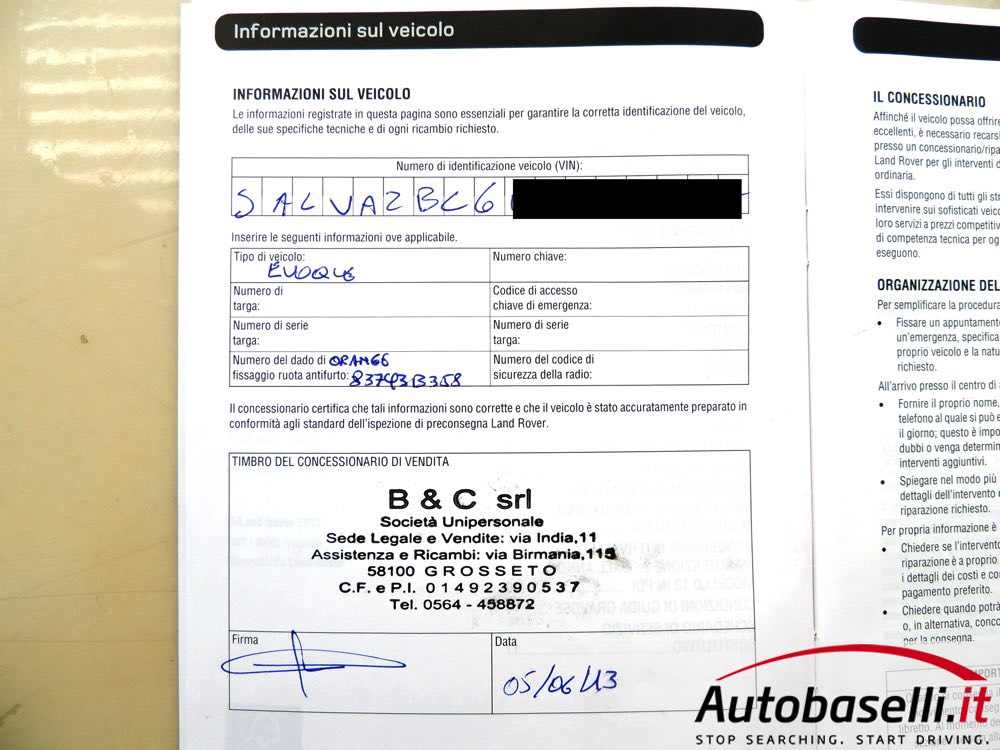 Informazioni sul veicolo
INFORMAZIONI SUL VEICOLO
Le informazioni registrate in questa pagina sono essenziali per garantire la corretta identificazione del veicolo,
delle sue specifiche tecniche e di ogni ricambio richiesto.
Numero di identificazione veicolo (VIN):
SALVA2BC6
Inserire le seguenti informazioni ove applicabile.
Tipo di veicolo:
EVOQUE
Numero chiave:
Numero di
targa:
Codice di accesso
chiave di emergenza:
Numero di serie
targa:
Numero di serie
targa:
Numero del dado di ORANGE
fissaggio ruota antifurto:
Numero del codice di
sicurezza della radio:
Il concessionario certifica che tali informazioni sono corrette e che il veicolo è stato accuratamente preparato in
conformità agli standard dell'ispezione di preconsegna Land Rover.
TIMBRO DEL CONCESSIONARIO DI VENDITA
B & C srl
Società Unipersonale
Sede Legale e Vendite: via India,11
Assistenza e Ricambi: via Birmania,115
58100 GROSSETO
C.F. e P.I. 01492390537
Tel. 0564 - 458872
Firma
Data
05/06/13
IL CONCESSIONARIO
Affinché il veicolo possa offrire
eccellenti, è necessario recarsi
presso un concessionario/ripa
Land Rover per gli interventi d
ordinaria.
Essi dispongono di tutti gli str
intervenire sui sofisticati veico
loro servizi a prezzi competitiv
di competenza tecnica per og
eseguono.
ORGANIZZAZIONE DEL
Per semplificare la procedura
• Fissare un appuntamento
un'emergenza, specifica
proprio veicolo e la natu
richiesto.
All'arrivo presso il centro di
• Fornire il proprio nome,
telefono al quale si può e
il giorno; questo è impo
dubbi o venga determin
interventi aggiuntivi.
• Spiegare nel modo più
dettagli dell'intervento
riparazione richiesto.
Per propria informazione è
• Chiedere se l'intervento
riparazione è a proprio
i dettagli dei costi e con
pagamento preferito.
• Chiedere quando potrà
o, in alternativa, conco
per la consegna.
Autobaselli.it
STOP SEARCHING. START DRIVING.